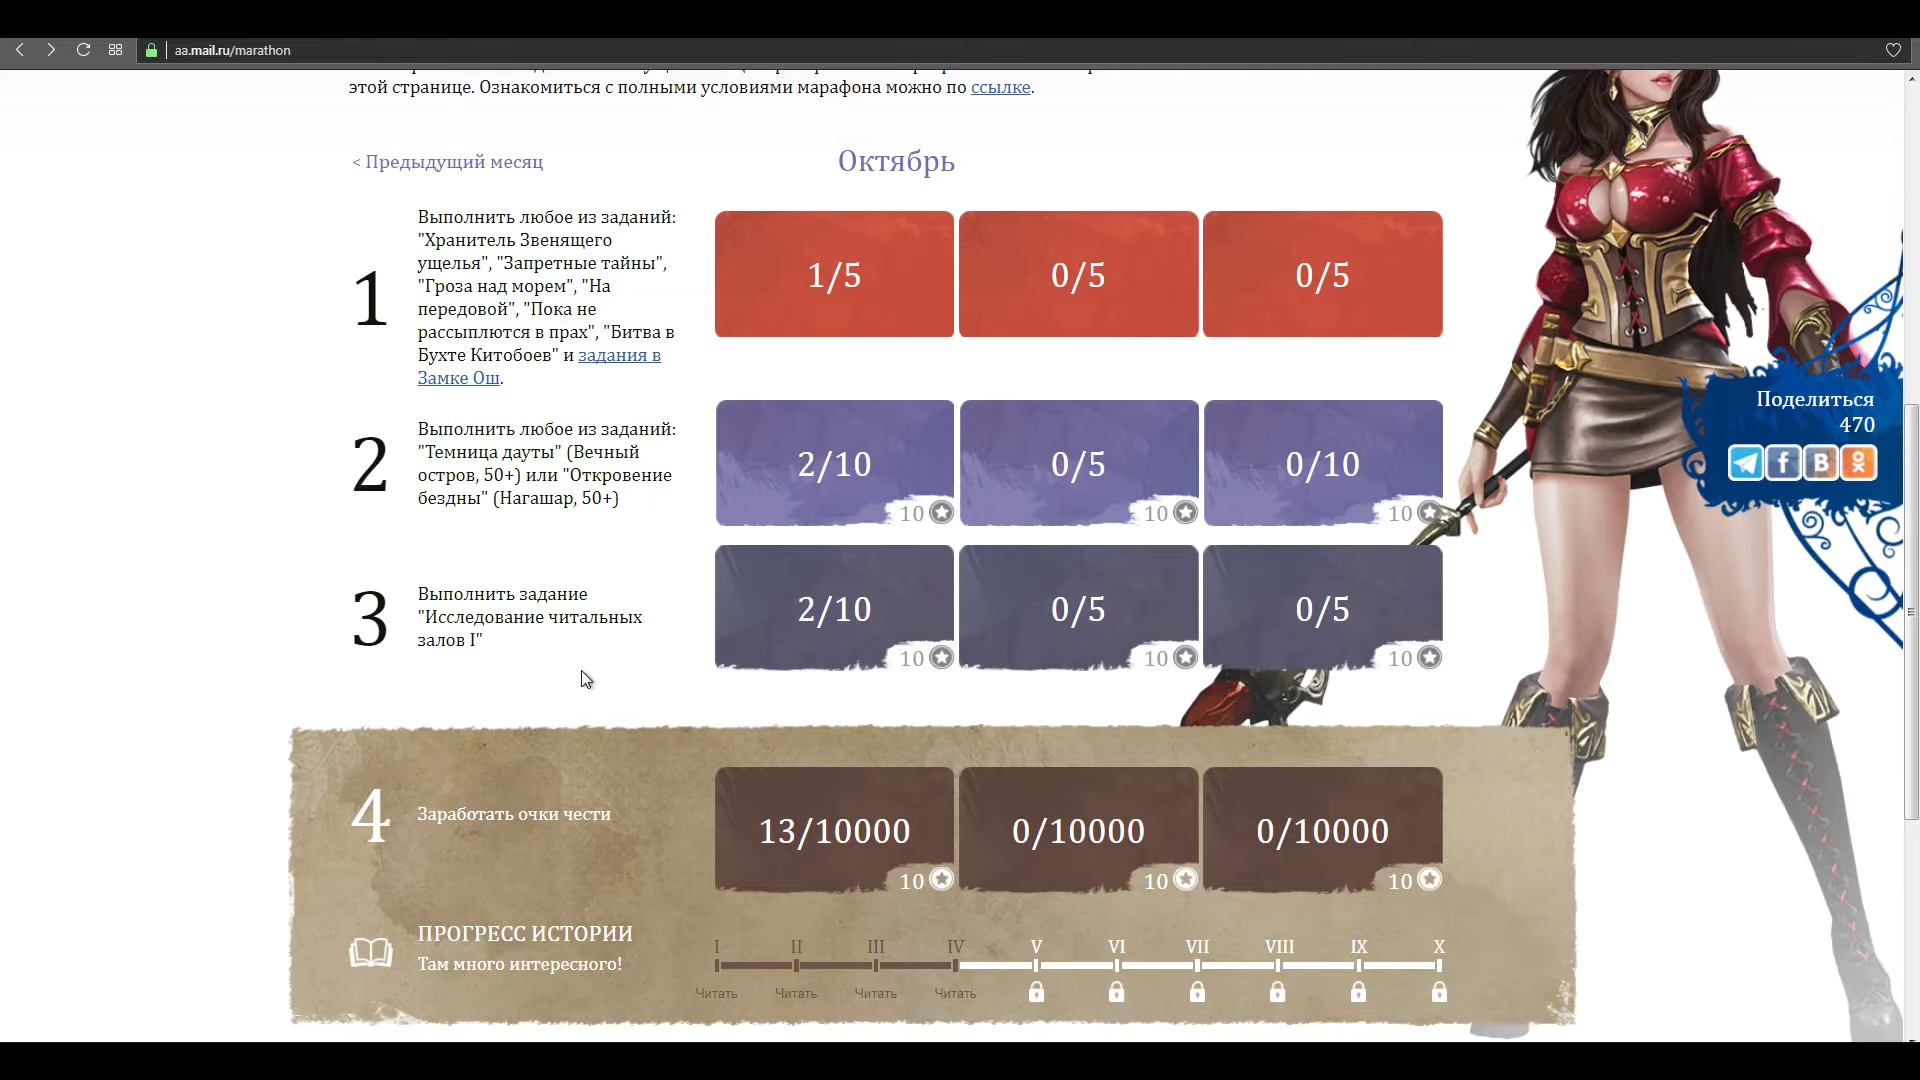 aa.mail.ru/marathon
этой странице. Ознакомиться с полными условиями марафона можно по ссылке.
< Предыдущий месяц
Октябрь
1
Выполнить любое из заданий:
"Хранитель Звенящего
ущелья", "Запретные тайны",
"Гроза над морем", "На
передовой", "Пока не
рассыплются в прах", "Битва в
Бухте Китобоев" и задания в
Замке Ош.
1/5
0/5
0/5
2
Выполнить любое из заданий:
"Темница дауты" (Вечный
остров, 50+) или "Откровение
бездны" (Нагашар, 50+)
2/10
10
0/5
10
0/10
10
Поделиться
470
3
Выполнить задание
"Исследование читальных
залов I"
2/10
10
0/5
10
0/5
10
4
Заработать очки чести
13/10000
10
0/10000
10
0/10000
10
ПРОГРЕСС ИСТОРИИ
Там много интересного!
I II III IV V VI VII VIII IX X
Читать Читать Читать Читать